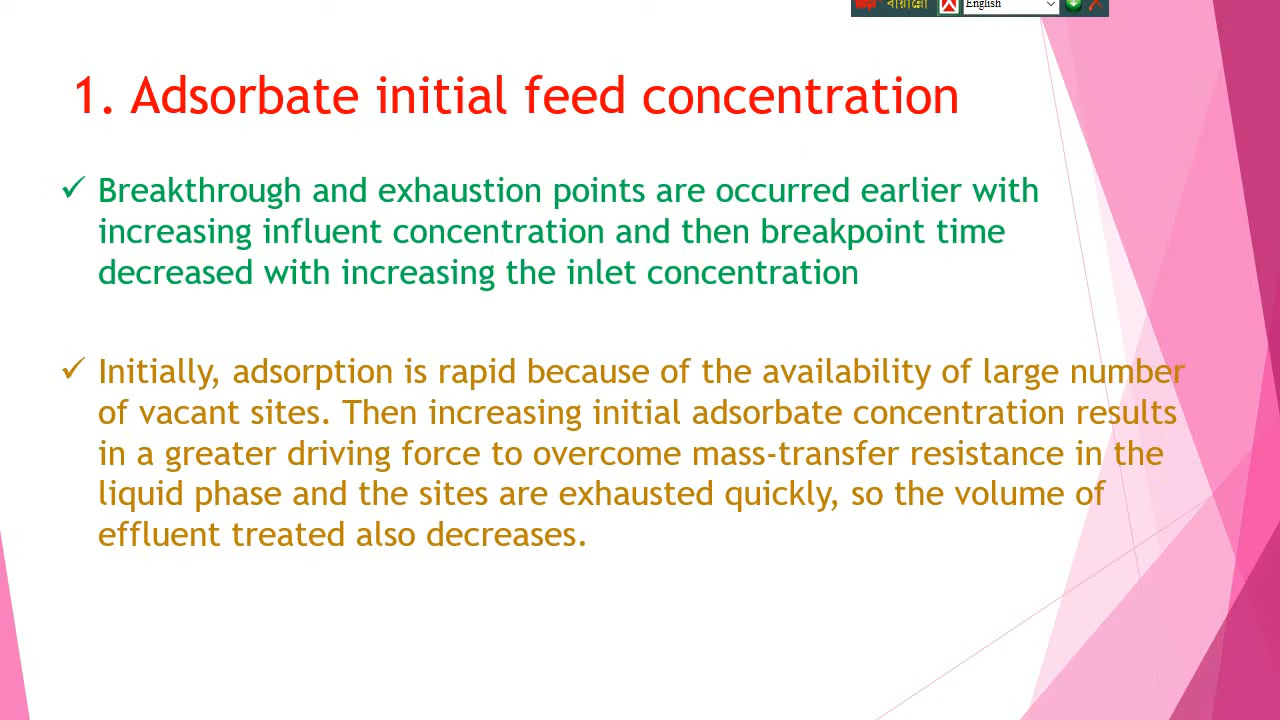 বায়ান্নো English
1. Adsorbate initial feed concentration
✓ Breakthrough and exhaustion points are occurred earlier with
increasing influent concentration and then breakpoint time
decreased with increasing the inlet concentration
✓ Initially, adsorption is rapid because of the availability of large number
of vacant sites. Then increasing initial adsorbate concentration results
in a greater driving force to overcome mass-transfer resistance in the
liquid phase and the sites are exhausted quickly, so the volume of
effluent treated also decreases.